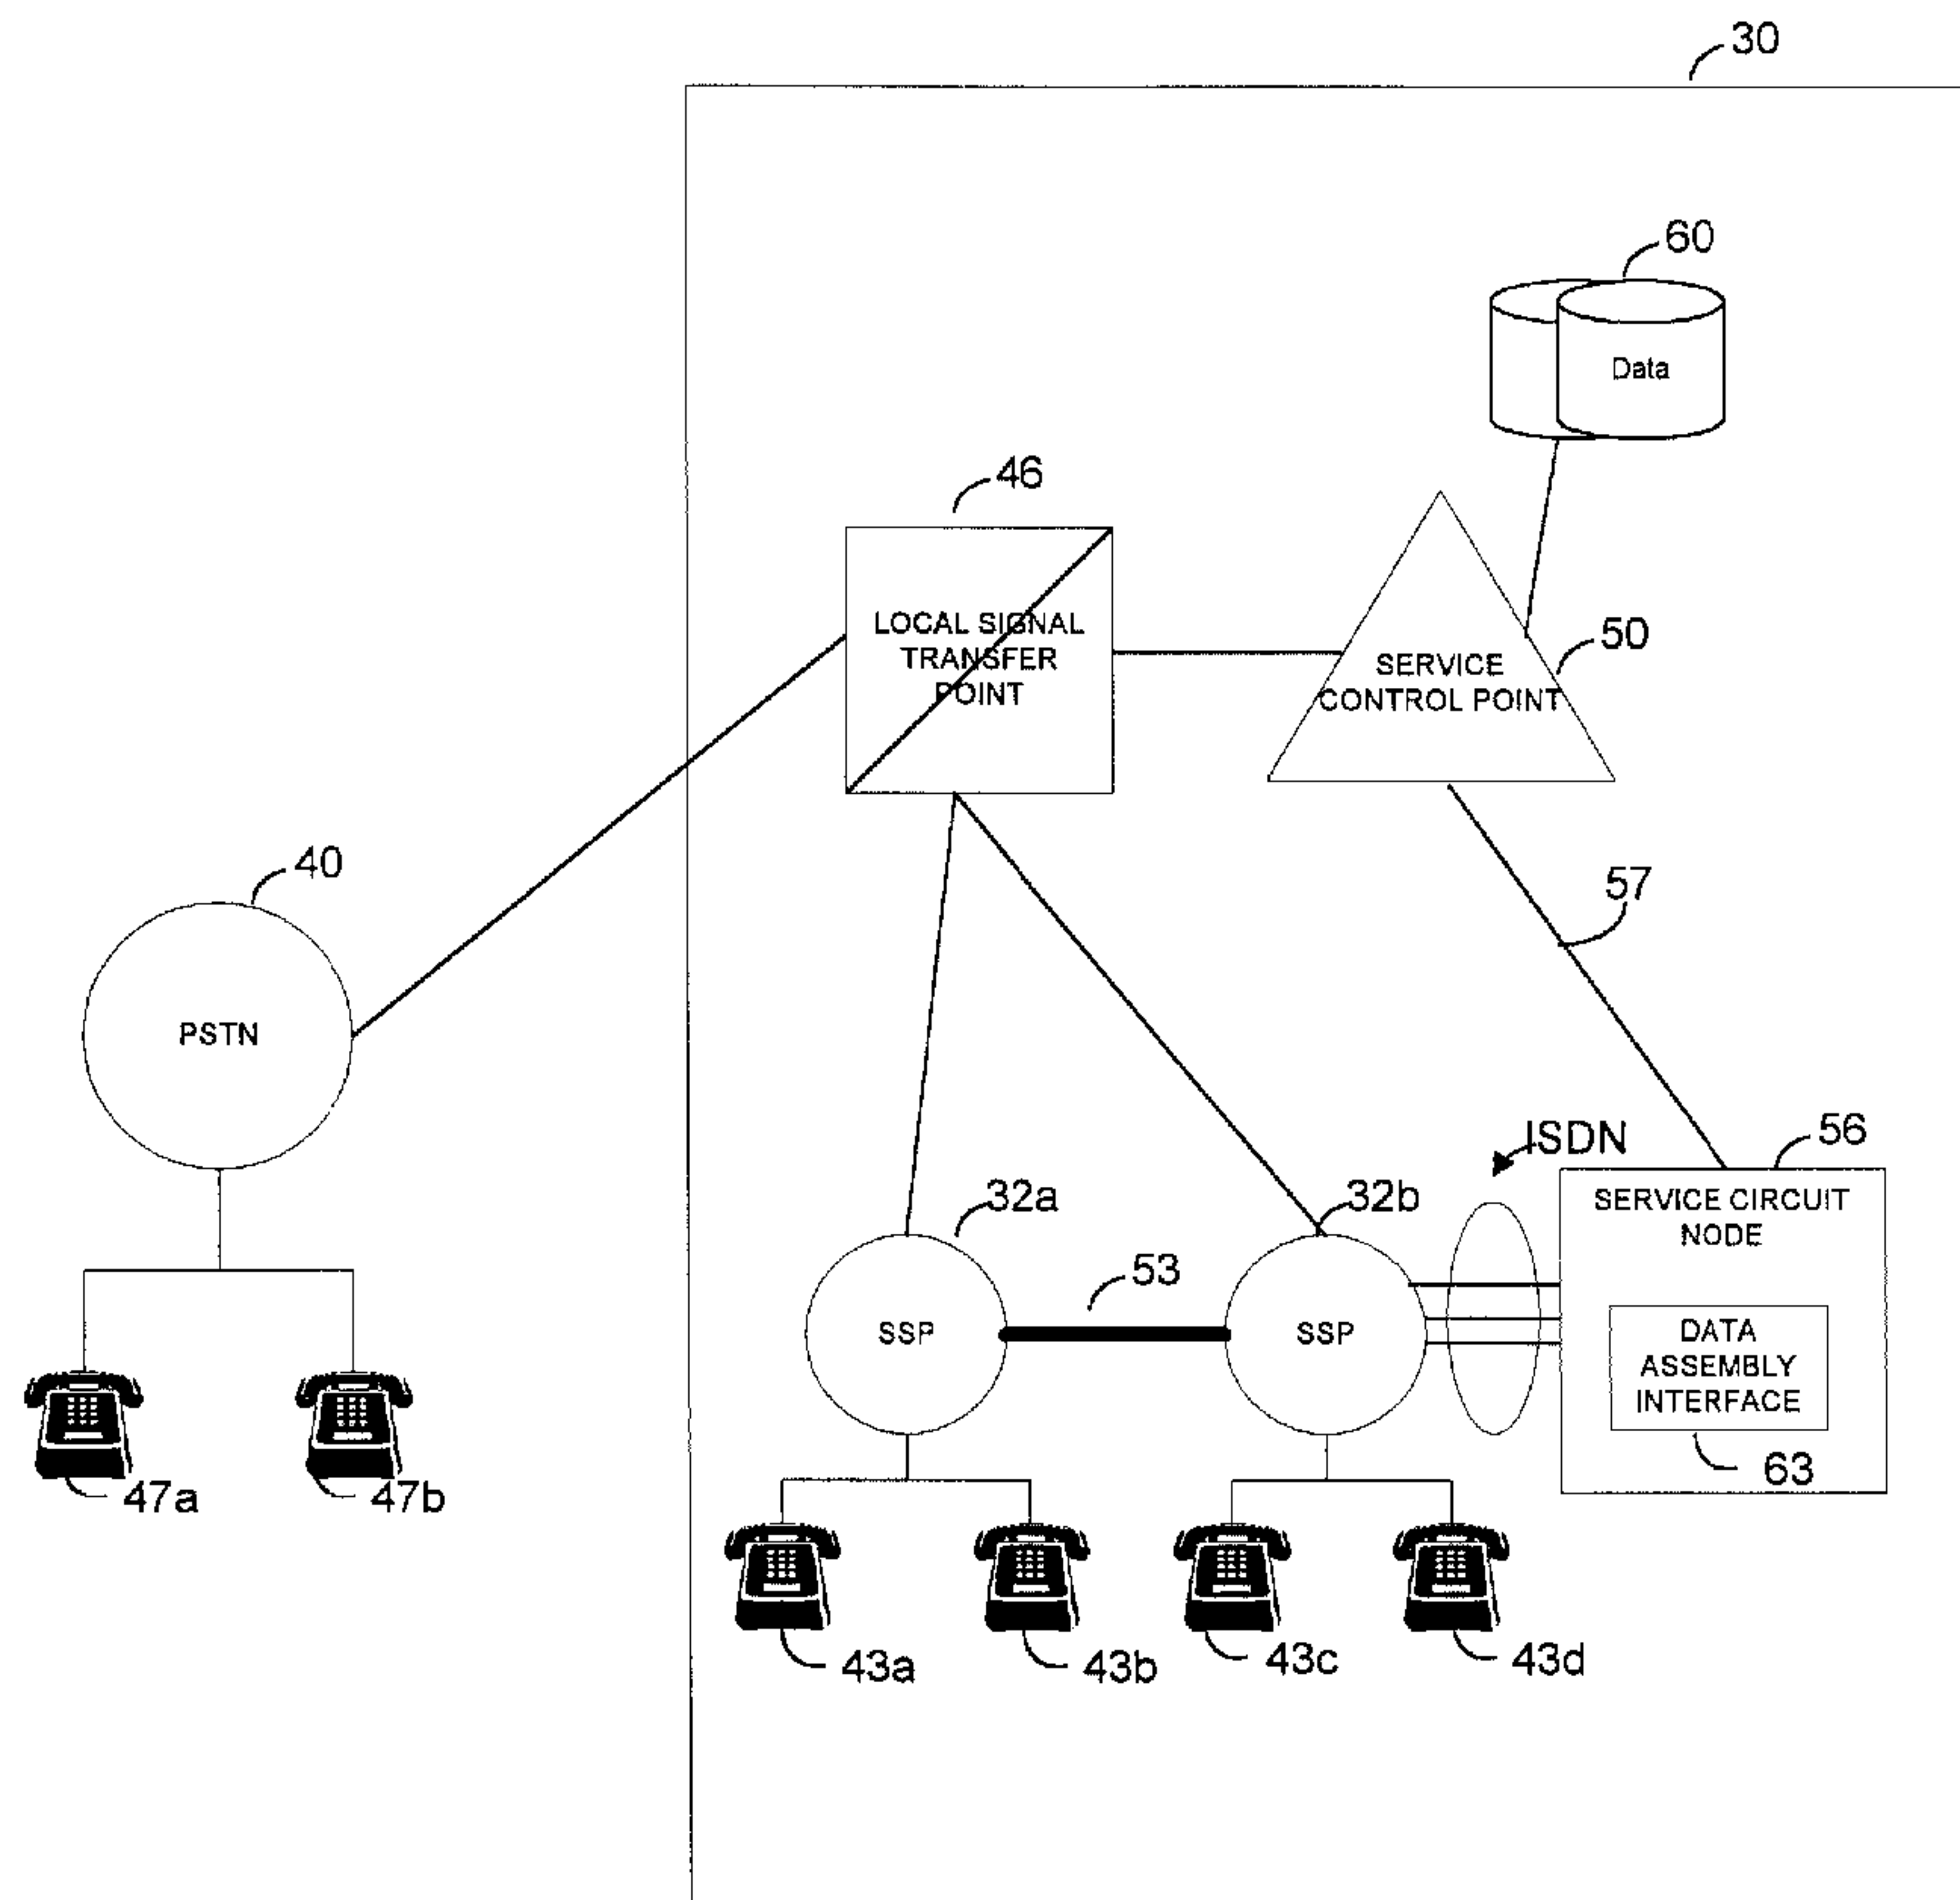 30
60
Data
46
LOCAL SIGNAL
TRANSFER
POINT
50
SERVICE
CONTROL POINT
40
57
PSTN
ISDN
56
SERVICE CIRCUIT
NODE
32a
32b
53
SSP
SSP
DATA
ASSEMBLY
INTERFACE
63
47a
47b
43a
43b
43c
43d